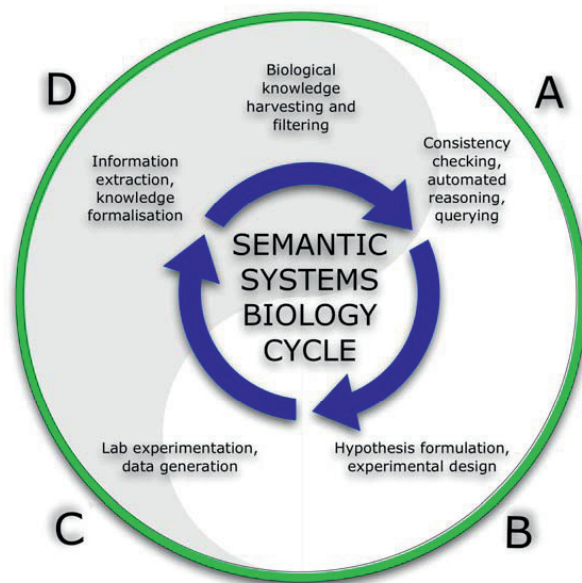 D
A
Biological
knowledge
harvesting and
filtering
Information
extraction,
knowledge
formalisation
Consistency
checking,
automated
reasoning,
querying
SEMANTIC
SYSTEMS
BIOLOGY
CYCLE
Lab experimentation,
data generation
Hypothesis formulation,
experimental design
C
B